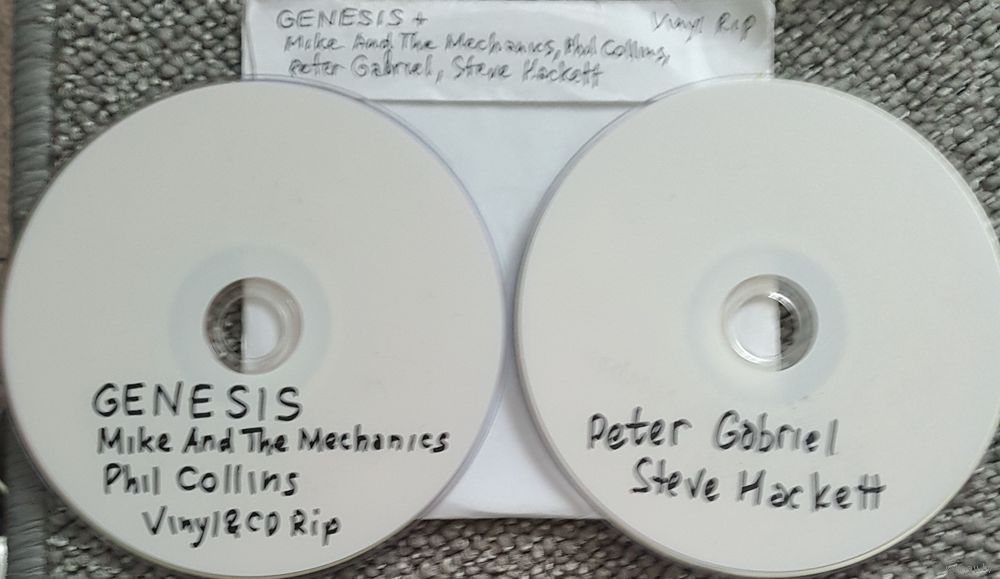 GENESIS + Vinyl Rip
Mike And The Mechanics, Phil Collins,
Peter Gabriel, Steve Hackett
GENESIS
Mike And The Mechanics
Phil Collins
Vinyl & CD Rip
Peter Gabriel
Steve Hackett